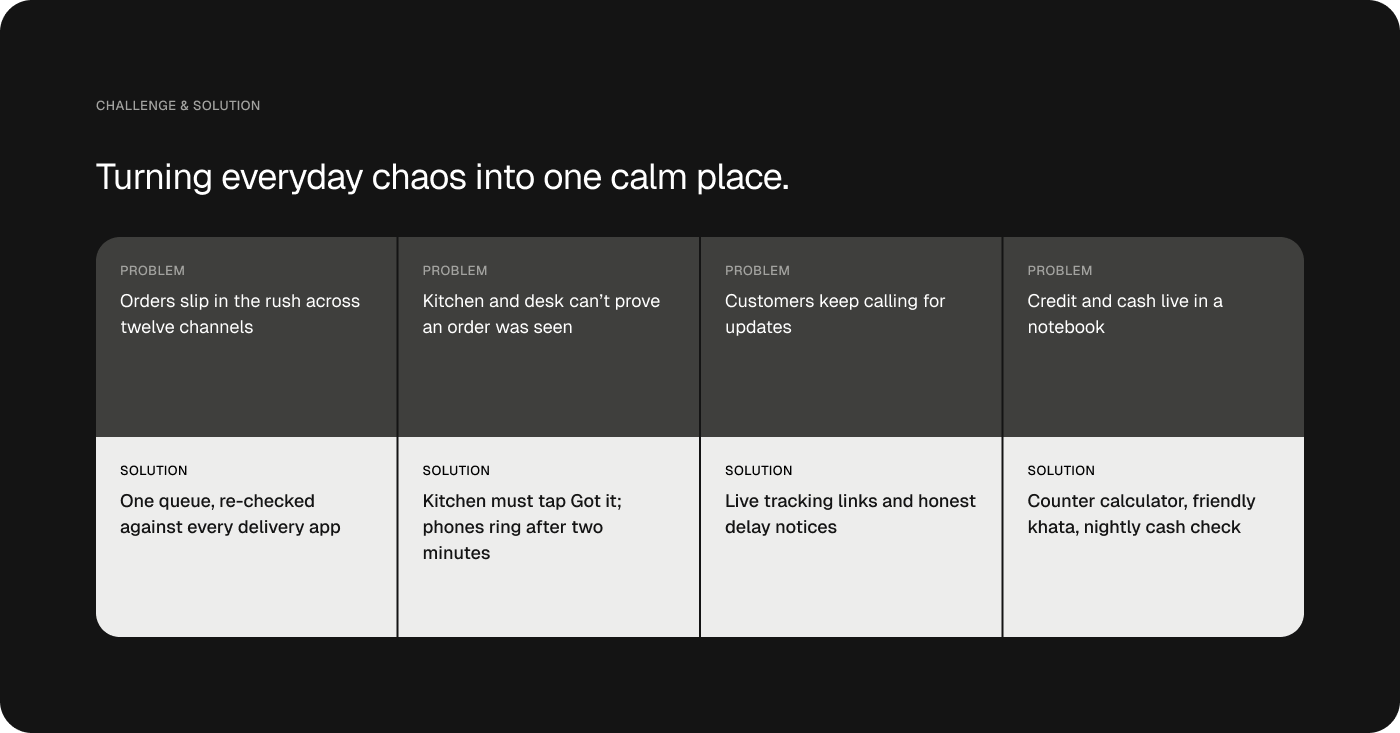 CHALLENGE & SOLUTION
Turning everyday chaos into one calm place.
PROBLEM
Orders slip in the rush across
twelve channels
PROBLEM
Kitchen and desk can’t prove
an order was seen
PROBLEM
Customers keep calling for
updates
PROBLEM
Credit and cash live in a
notebook
SOLUTION
One queue, re-checked
against every delivery app
SOLUTION
Kitchen must tap Got it;
phones ring after two
minutes
SOLUTION
Live tracking links and honest
delay notices
SOLUTION
Counter calculator, friendly
khata, nightly cash check